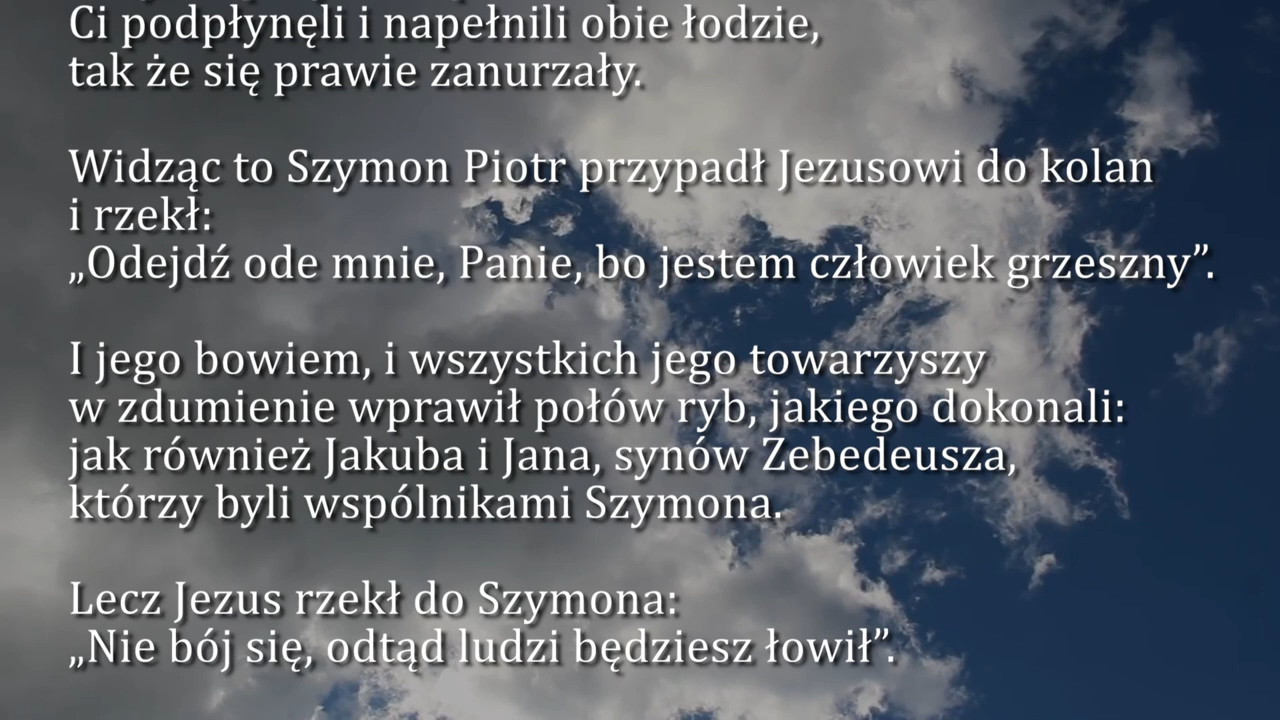 Ci podpłynęli i napełnili obie łodzie,
tak że się prawie zanurzały.
Widząc to Szymon Piotr przypadł Jezusowi do kolan
i rzekł:
„Odejdź ode mnie, Panie, bo jestem człowiek grzeszny”.
I jego bowiem, i wszystkich jego towarzyszy
w zdumienie wprawił połów ryb, jakiego dokonali:
jak również Jakuba i Jana, synów Zebedeusza,
którzy byli wspólnikami Szymona.
Lecz Jezus rzekł do Szymona:
„Nie bój się, odtąd ludzi będziesz łowił”.